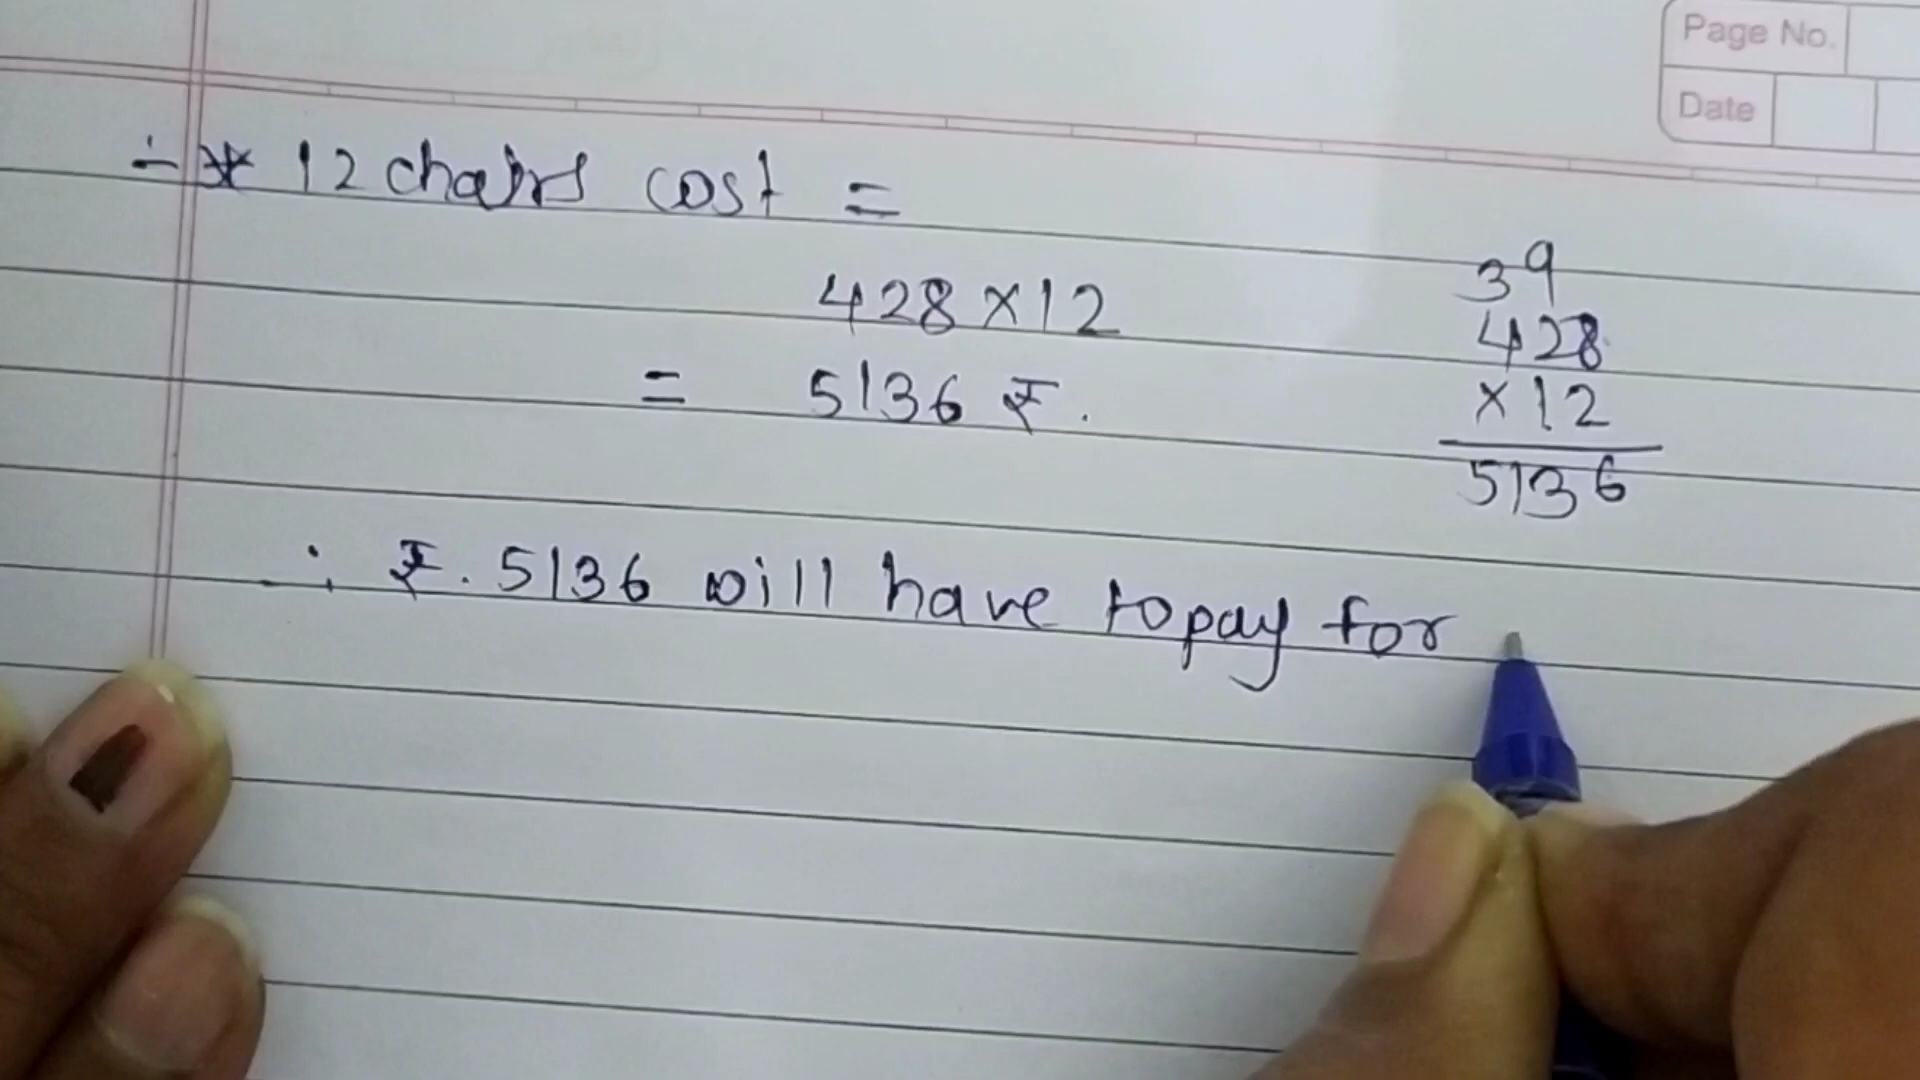 Page No.
Date
∴ * 12 chairs cost =
39
428 × 12
428
= 5136 ₹.
× 12
5136
∴ ₹. 5136 will have to pay for